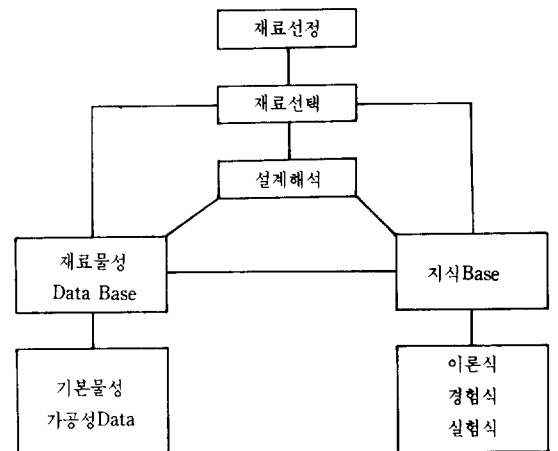 재료선정
재료선택
설계해석
재료물성
Data Base
지식Base
기본물성
가공성Data
이론식
경험식
실험식